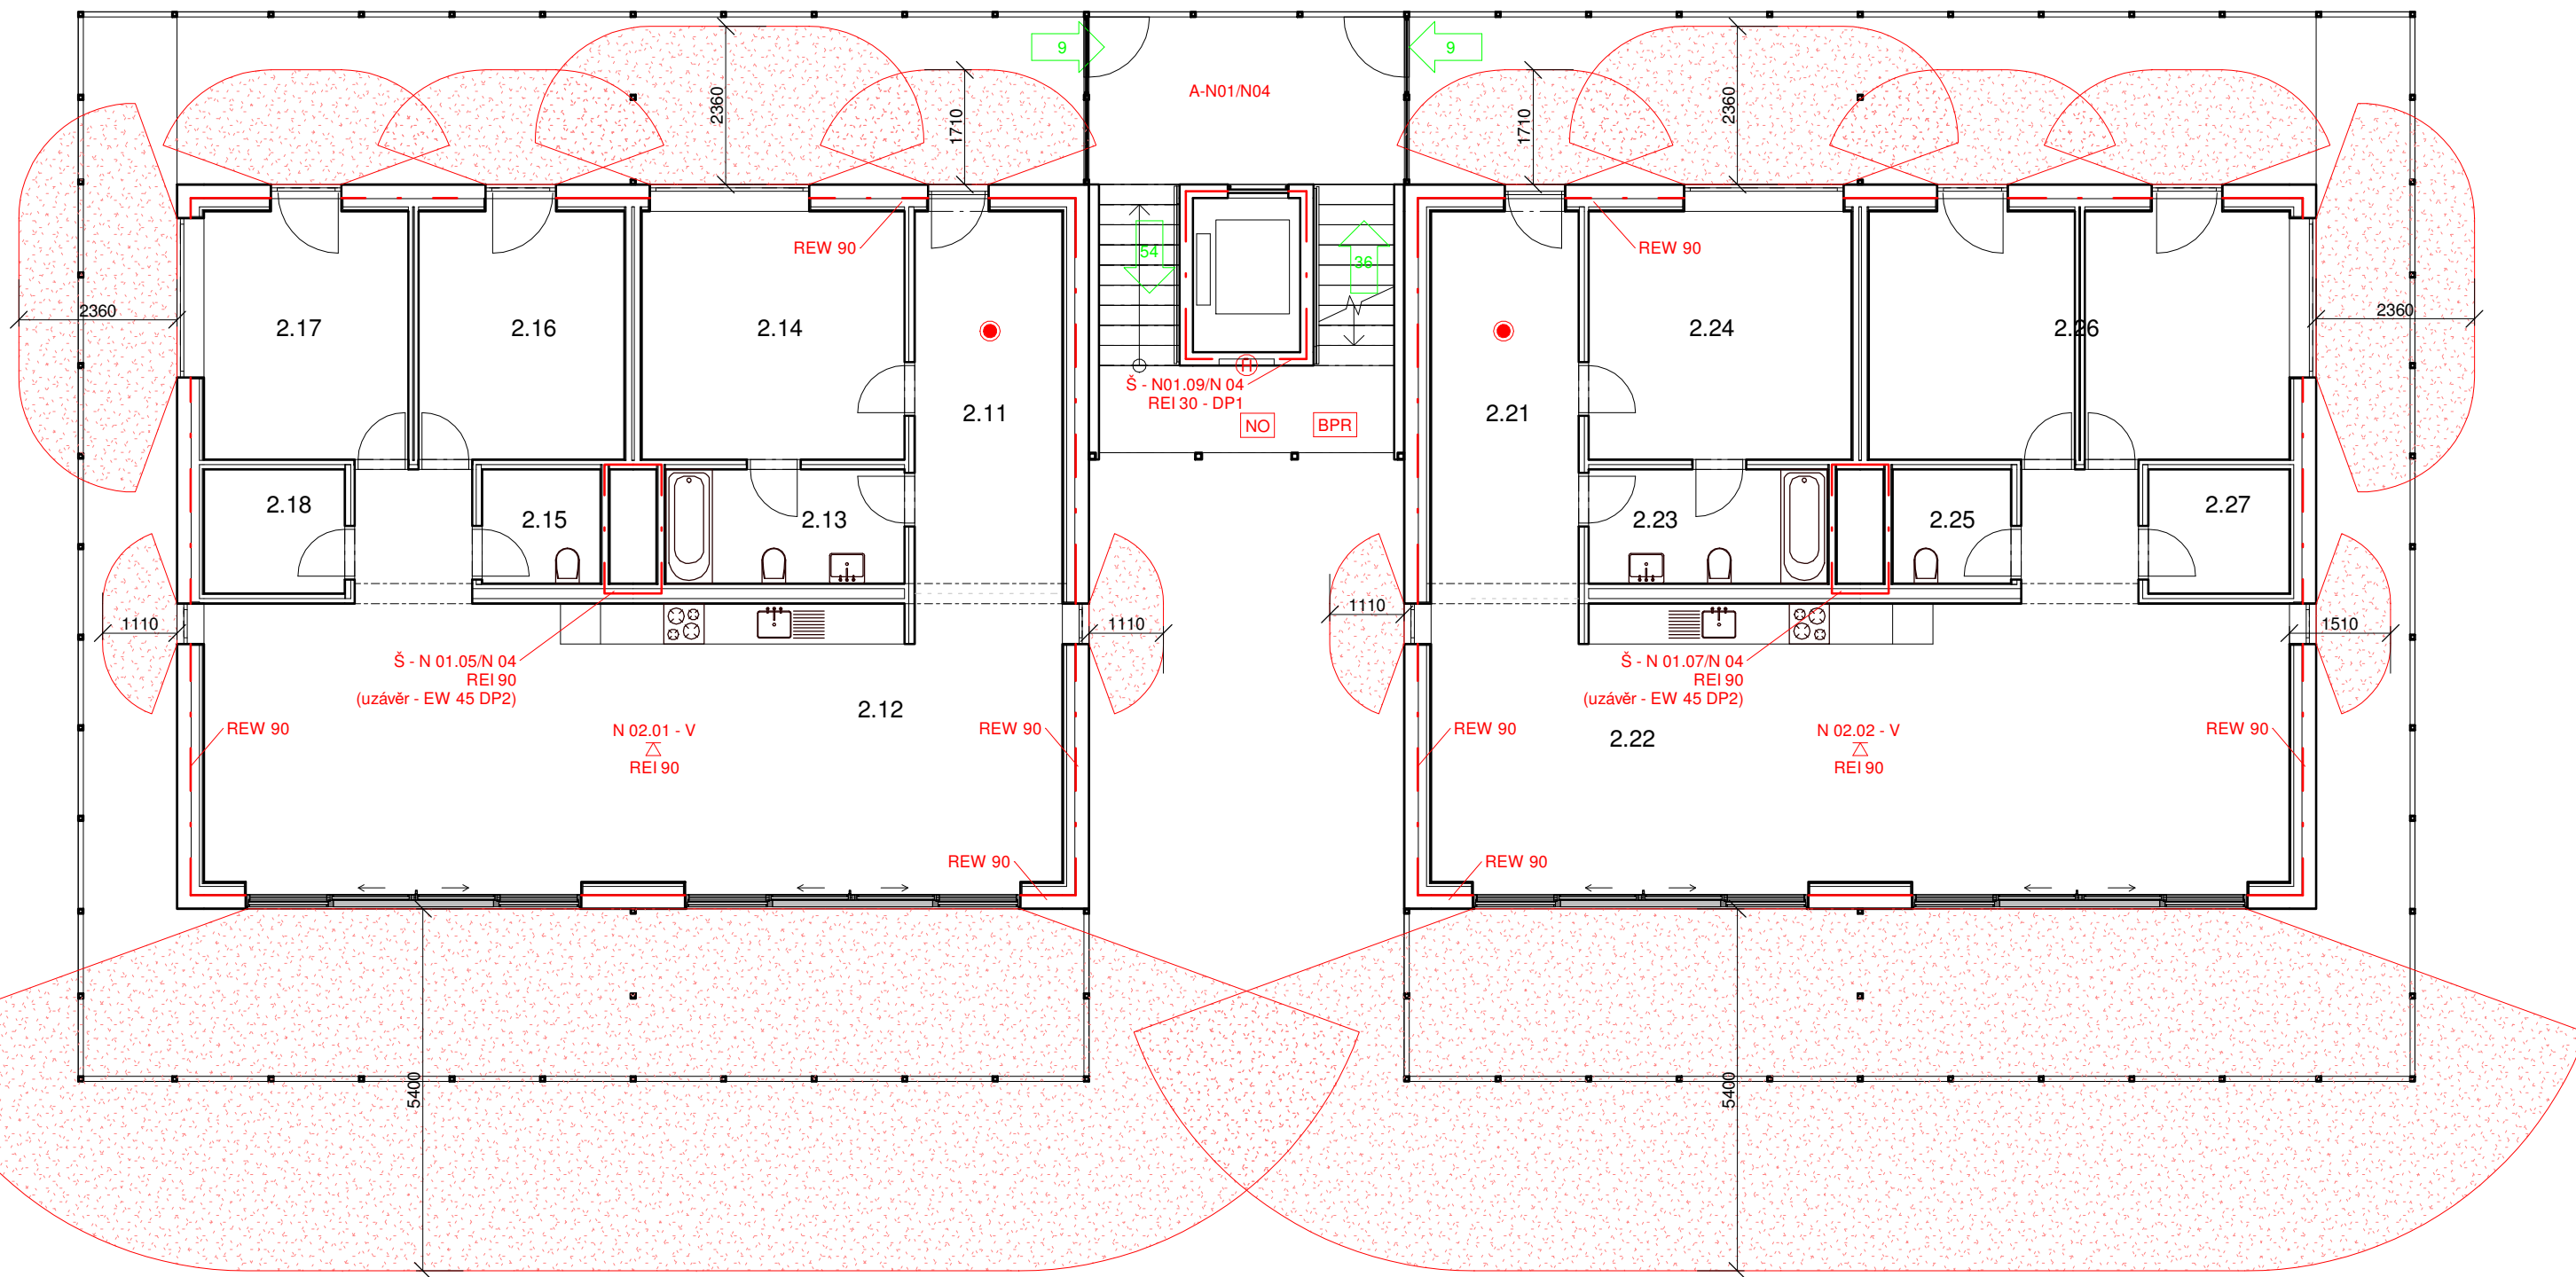 9
9
A-N01/N04
2360
1710
1710
2360
REW 90
REW 90
54
36
2360
2360
2.17
2.16
2.14
2.11
2.21
2.24
2.26
Š - N01.09/N 04
REI 30 - DP1
NO
BPR
2.18
2.15
2.13
2.23
2.25
2.27
1110
1110
1110
1510
Š - N 01.05/N 04
REI 90
(uzávěr - EW 45 DP2)
Š - N 01.07/N 04
REI 90
(uzávěr - EW 45 DP2)
2.12
2.22
REW 90
N 02.01 - V
REI 90
REW 90
REW 90
N 02.02 - V
REI 90
REW 90
REW 90
REW 90
5400
5400